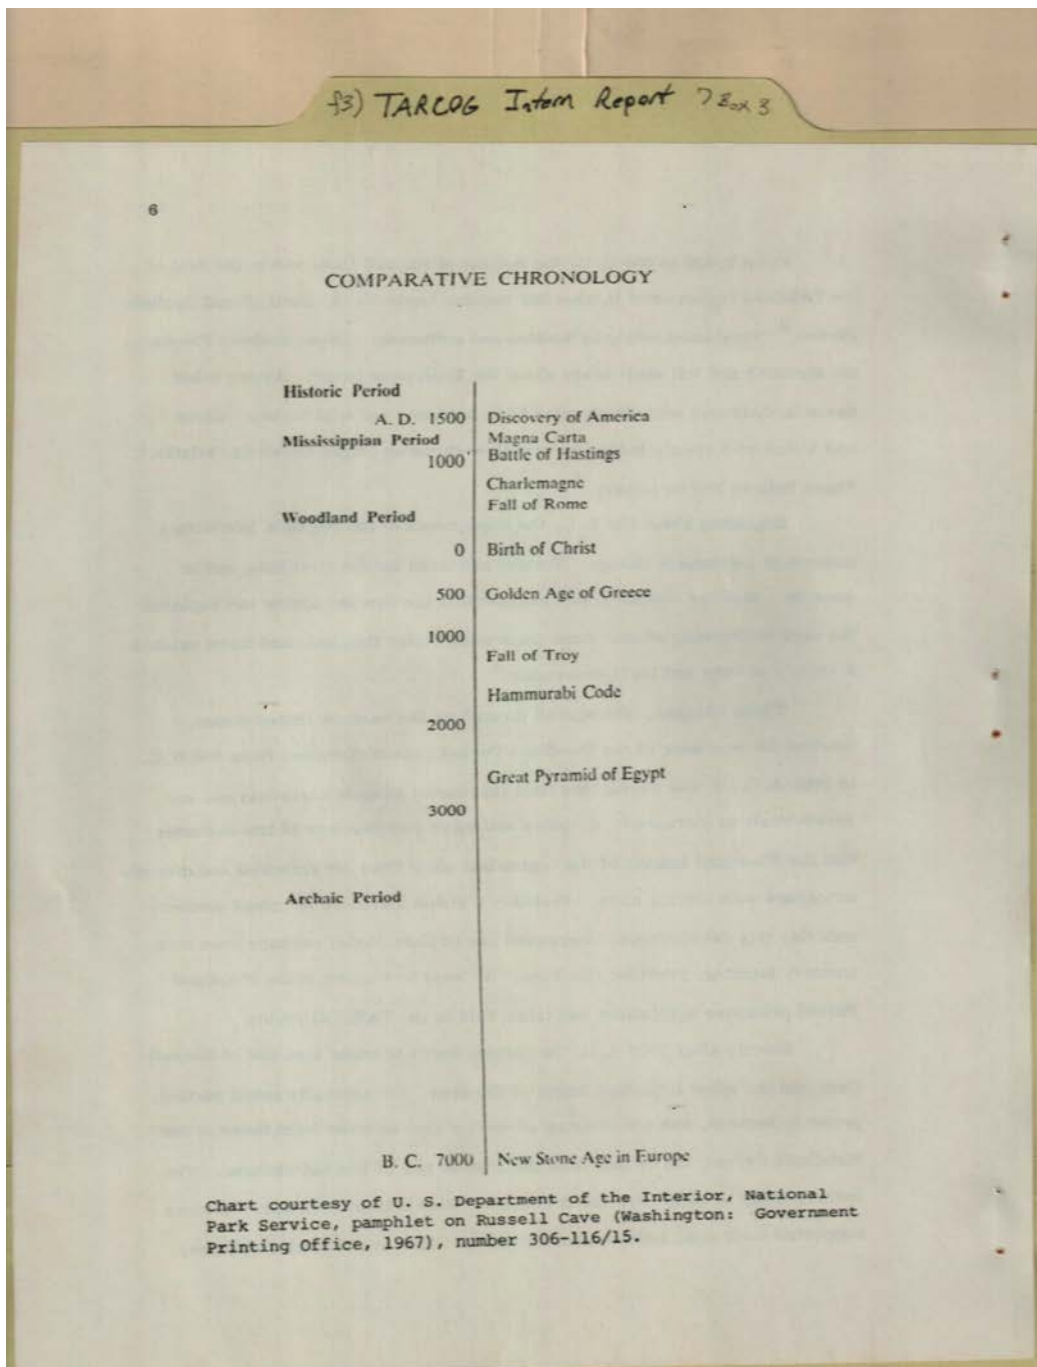 f3) TARCOG Intern Report Box 3
6
COMPARATIVE CHRONOLOGY
Historic Period
A. D. 1500 Discovery of America
Mississippian Period Magna Carta
1000 Battle of Hastings
Charlemagne
Fall of Rome
Woodland Period
0 Birth of Christ
500 Golden Age of Greece
1000
Fall of Troy
Hammurabi Code
2000
Great Pyramid of Egypt
3000
Archaic Period
B. C. 7000 New Stone Age in Europe
Chart courtesy of U. S. Department of the Interior, National
Park Service, pamphlet on Russell Cave (Washington: Government
Printing Office, 1967), number 306-116/15.